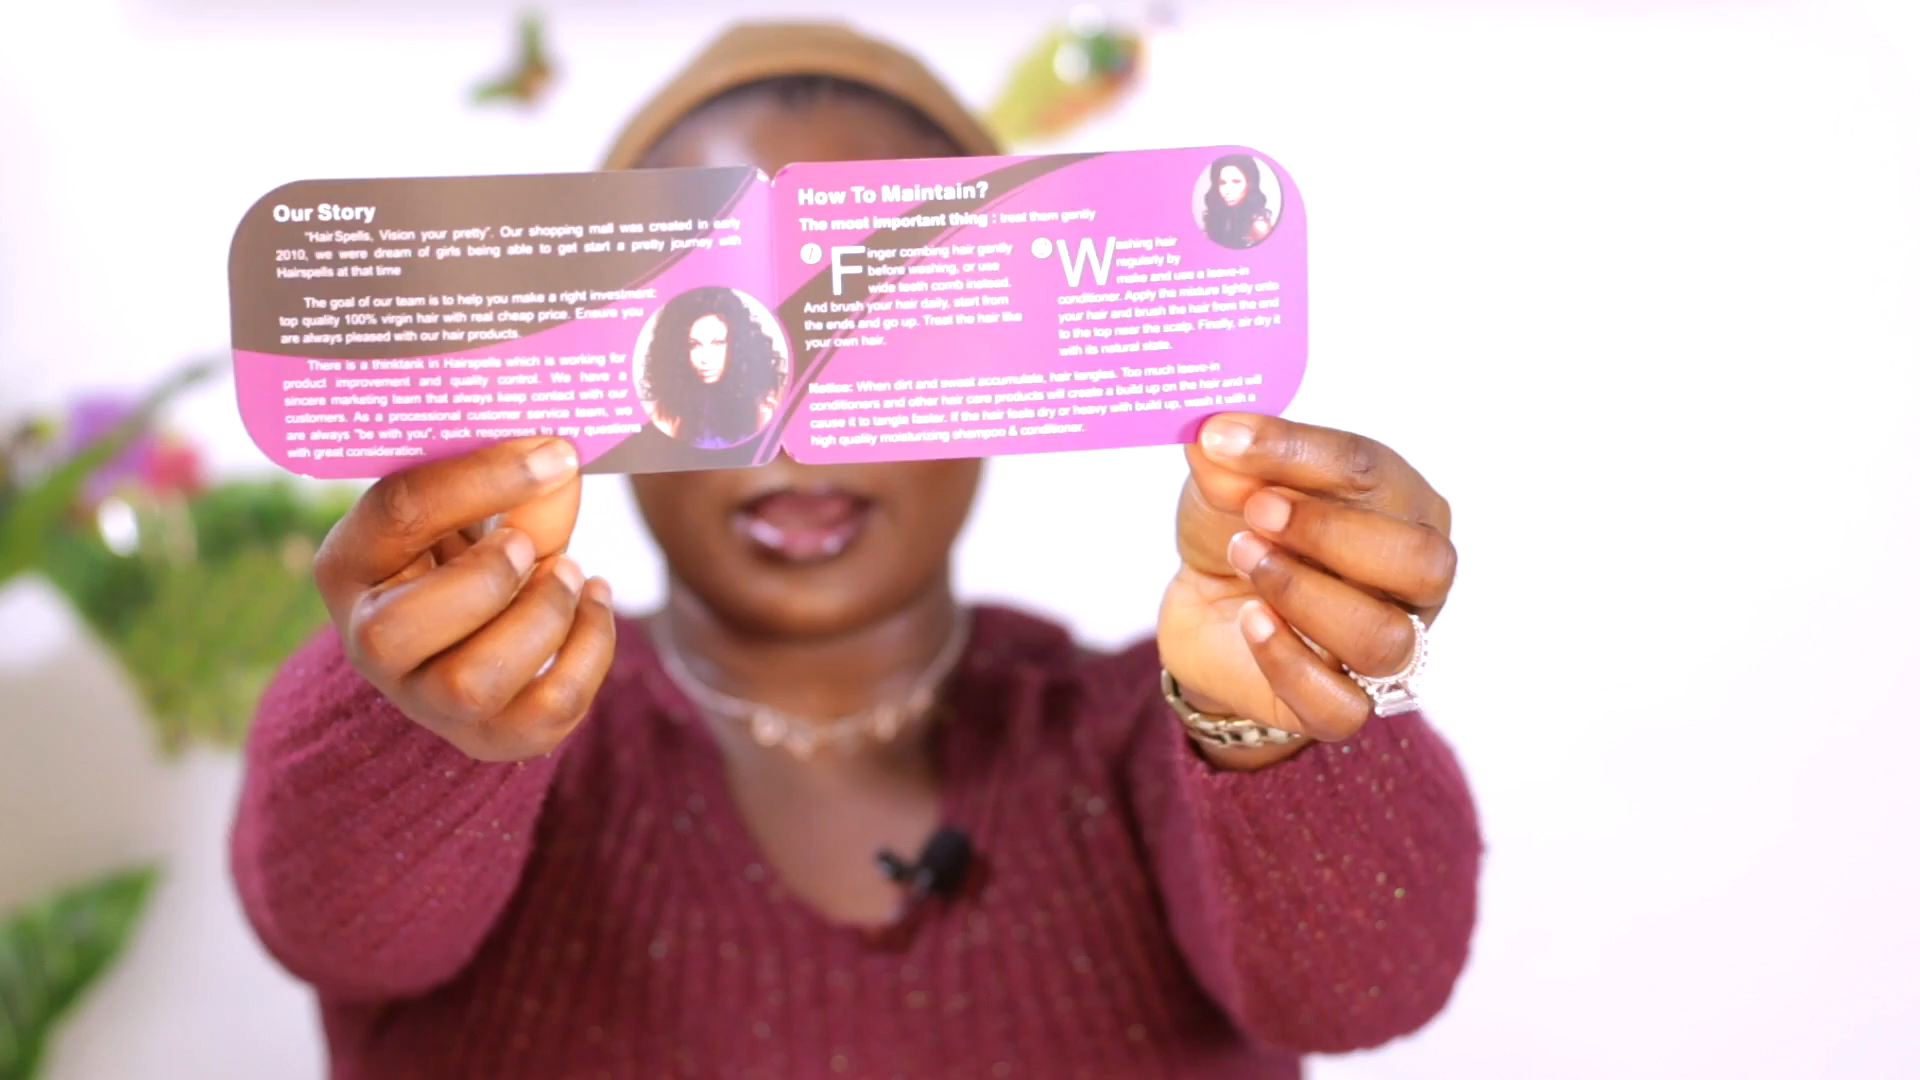 Our Story
"HairSpells, Vision your pretty". Our shopping mall was created in early
2010, we were dream of girls being able to get start a pretty journey with
Hairspells at that time
The goal of our team is to help you make a right investment:
top quality 100% virgin hair with real cheap price. Ensure you
are always pleased with our hair products.
There is a thinktank in Hairspells which is working for
product improvement and quality control. We have a
sincere marketing team that always keep contact with our
customers. As a processional customer service team, we
are always "be with you", quick responses to any questions
with great consideration.
How To Maintain?
The most important thing : treat them gently
1
Finger combing hair gently
before washing, or use
wide teeth comb instead.
And brush your hair daily, start from
the ends and go up. Treat the hair like
your own hair.
Washing hair
regularly by
make and use a leave-in
conditioner. Apply the mixture lightly onto
your hair and brush the hair from the end
to the top near the scalp. Finally, air dry it
with its natural state.
Notice: When dirt and sweat accumulate, hair tangles. Too much leave-in
conditioners and other hair care products will create a build up on the hair and will
cause it to tangle faster. If the hair feels dry or heavy with build up, wash it with a
high quality moisturizing shampoo & conditioner.